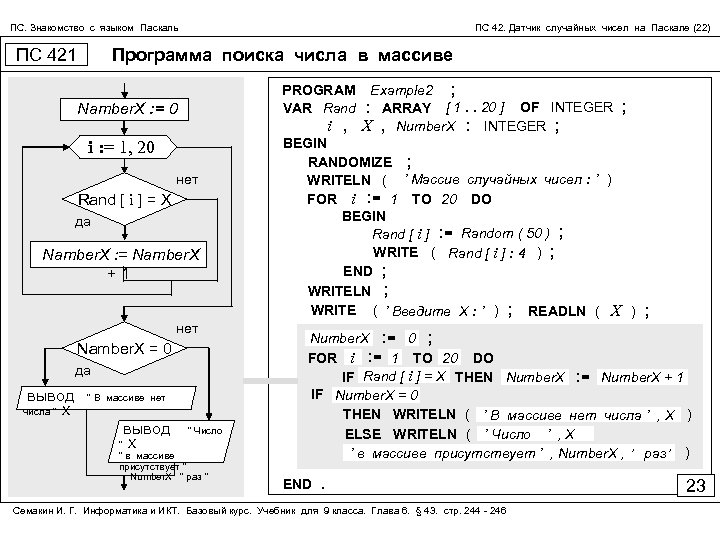 ПС. Знакомство с языком Паскаль
ПС 42. Датчик случайных чисел на Паскале (22)
ПС 421
Программа поиска числа в массиве
Namber.X := 0
i := 1, 20
нет
Rand [ i ] = X
да
Namber.X := Namber.X
+ 1
нет
Namber.X = 0
да
ВЫВОД " В массиве нет
числа " X
ВЫВОД " Число
" X
" в массиве
присутствует "
Number.X " раз "
PROGRAM Example2 ;
VAR Rand : ARRAY [ 1 . . 20 ] OF INTEGER ;
i , X , Number.X : INTEGER ;
BEGIN
RANDOMIZE ;
WRITELN ( ' Массив случайных чисел : ' )
FOR i := 1 TO 20 DO
BEGIN
Rand [ i ] := Random ( 50 ) ;
WRITE ( Rand [ i ] : 4 ) ;
END ;
WRITELN ;
WRITE ( ' Введите X : ' ) ; READLN ( X ) ;
Number.X := 0 ;
FOR i := 1 TO 20 DO
IF Rand [ i ] = X THEN Number.X := Number.X + 1
IF Number.X = 0
THEN WRITELN ( ' В массиве нет числа ' , X )
ELSE WRITELN ( ' Число ' , X
' в массиве присутствует ' , Number.X , ' раз' )
END .
23
Семакин И. Г. Информатика и ИКТ. Базовый курс. Учебник для 9 класса. Глава 6. § 43. стр. 244 - 246